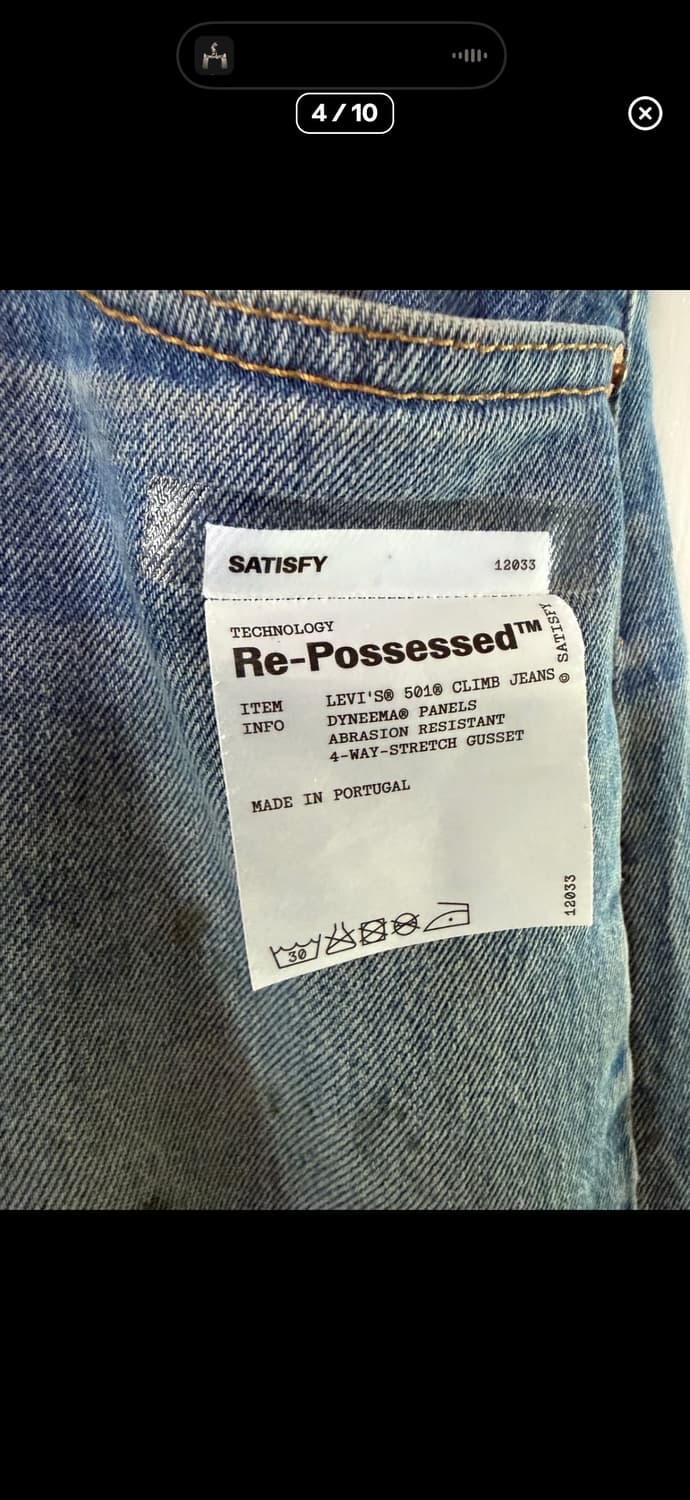 4 / 10
SATISFY 12033
TECHNOLOGY
Re-Possessed™
ITEM LEVI'S® 501® CLIMB JEANS
INFO DYNEEMA® PANELS
ABRASION RESISTANT
4-WAY-STRETCH GUSSET
© SATISFY
MADE IN PORTUGAL
12033
30